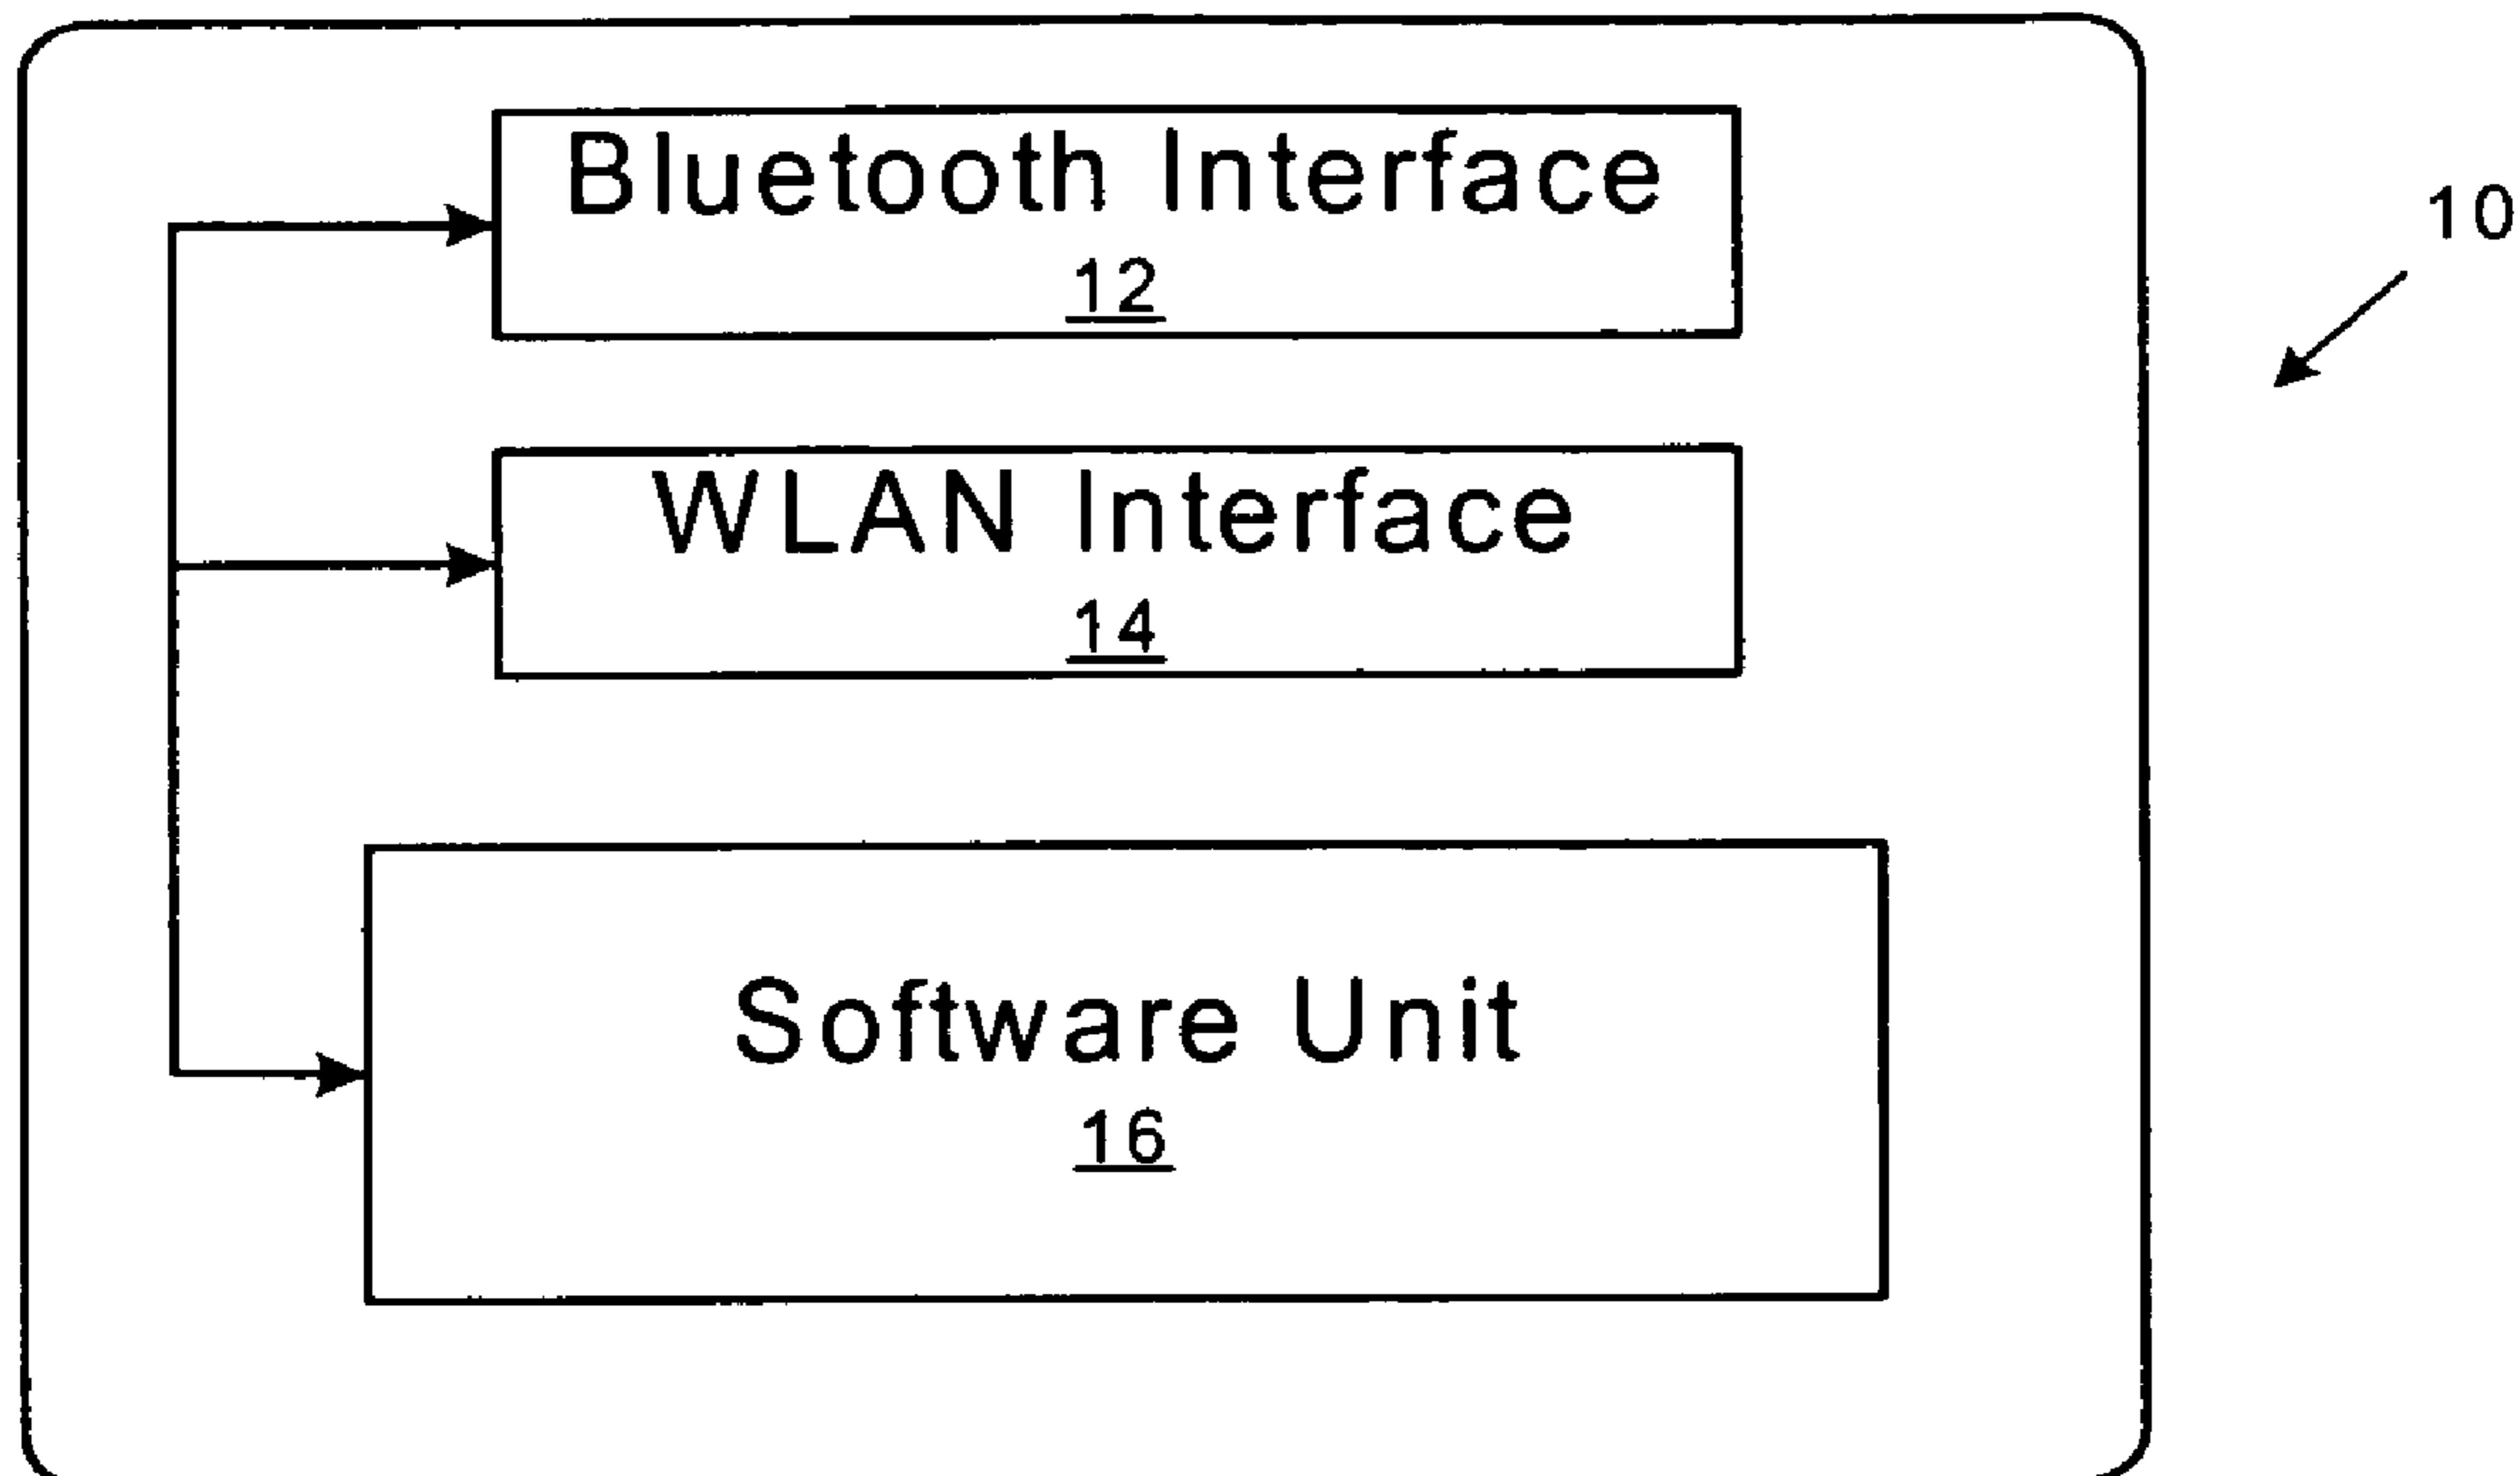 Bluetooth Interface
12
10
WLAN Interface
14
Software Unit
16